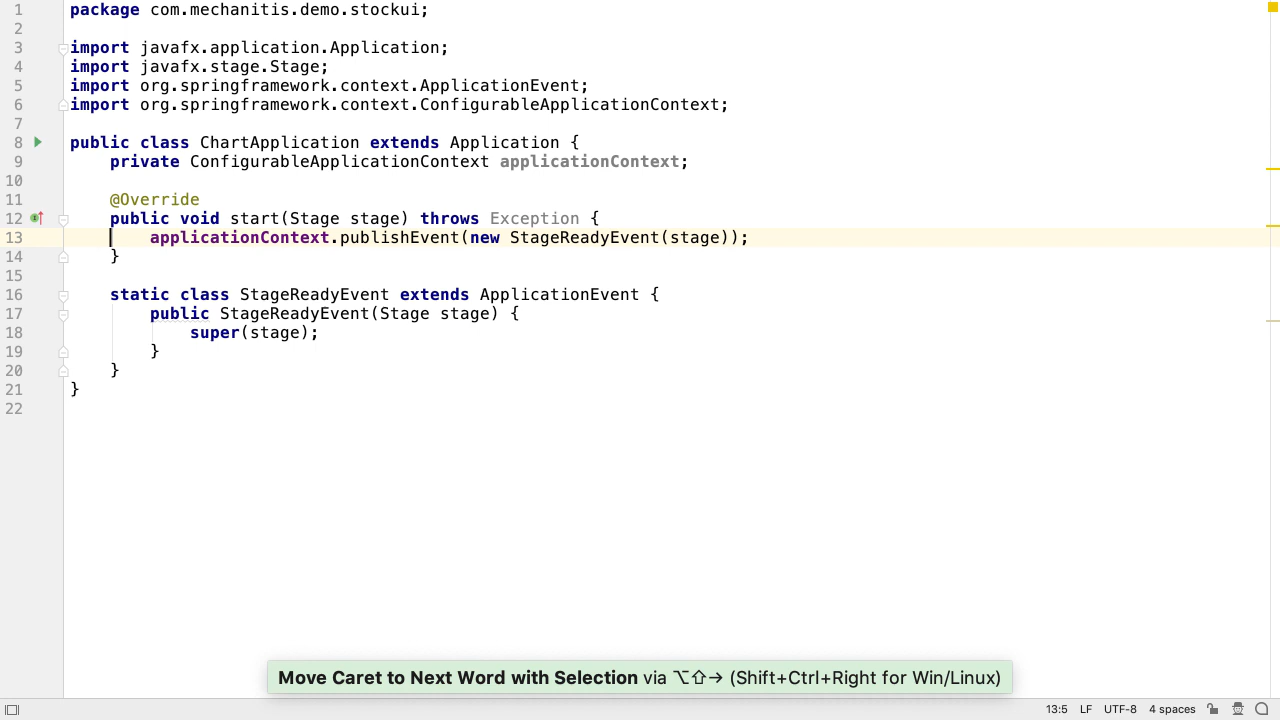 1 package com.mechanitis.demo.stockui;
2
3 import javafx.application.Application;
4 import javafx.stage.Stage;
5 import org.springframework.context.ApplicationEvent;
6 import org.springframework.context.ConfigurableApplicationContext;
7
8 public class ChartApplication extends Application {
9     private ConfigurableApplicationContext applicationContext;
10
11     @Override
12     public void start(Stage stage) throws Exception {
13         applicationContext.publishEvent(new StageReadyEvent(stage));
14     }
15
16     static class StageReadyEvent extends ApplicationEvent {
17         public StageReadyEvent(Stage stage) {
18             super(stage);
19         }
20     }
21 }
22
Move Caret to Next Word with Selection via ⌥⇧→ (Shift+Ctrl+Right for Win/Linux)
13:5 LF UTF-8 4 spaces